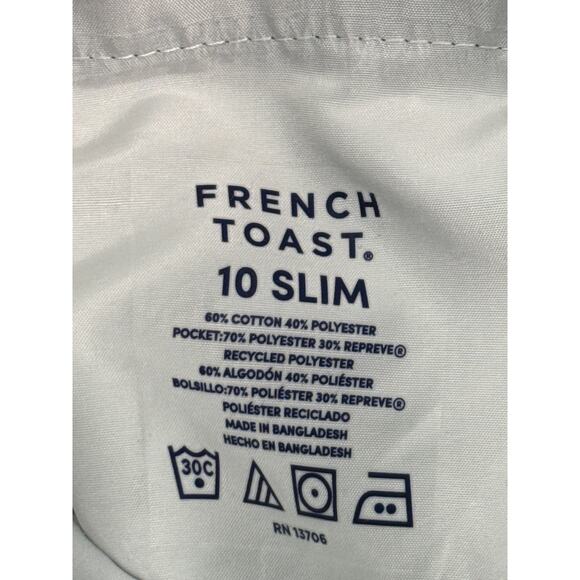 FRENCH
TOAST®
10 SLIM
60% COTTON 40% POLYESTER
POCKET:70% POLYESTER 30% REPREVE®
RECYCLED POLYESTER
60% ALGODÓN 40% POLIÉSTER
BOLSILLO:70% POLIÉSTER 30% REPREVE®
POLIÉSTER RECICLADO
MADE IN BANGLADESH
HECHO EN BANGLADESH
30C
RN 13706